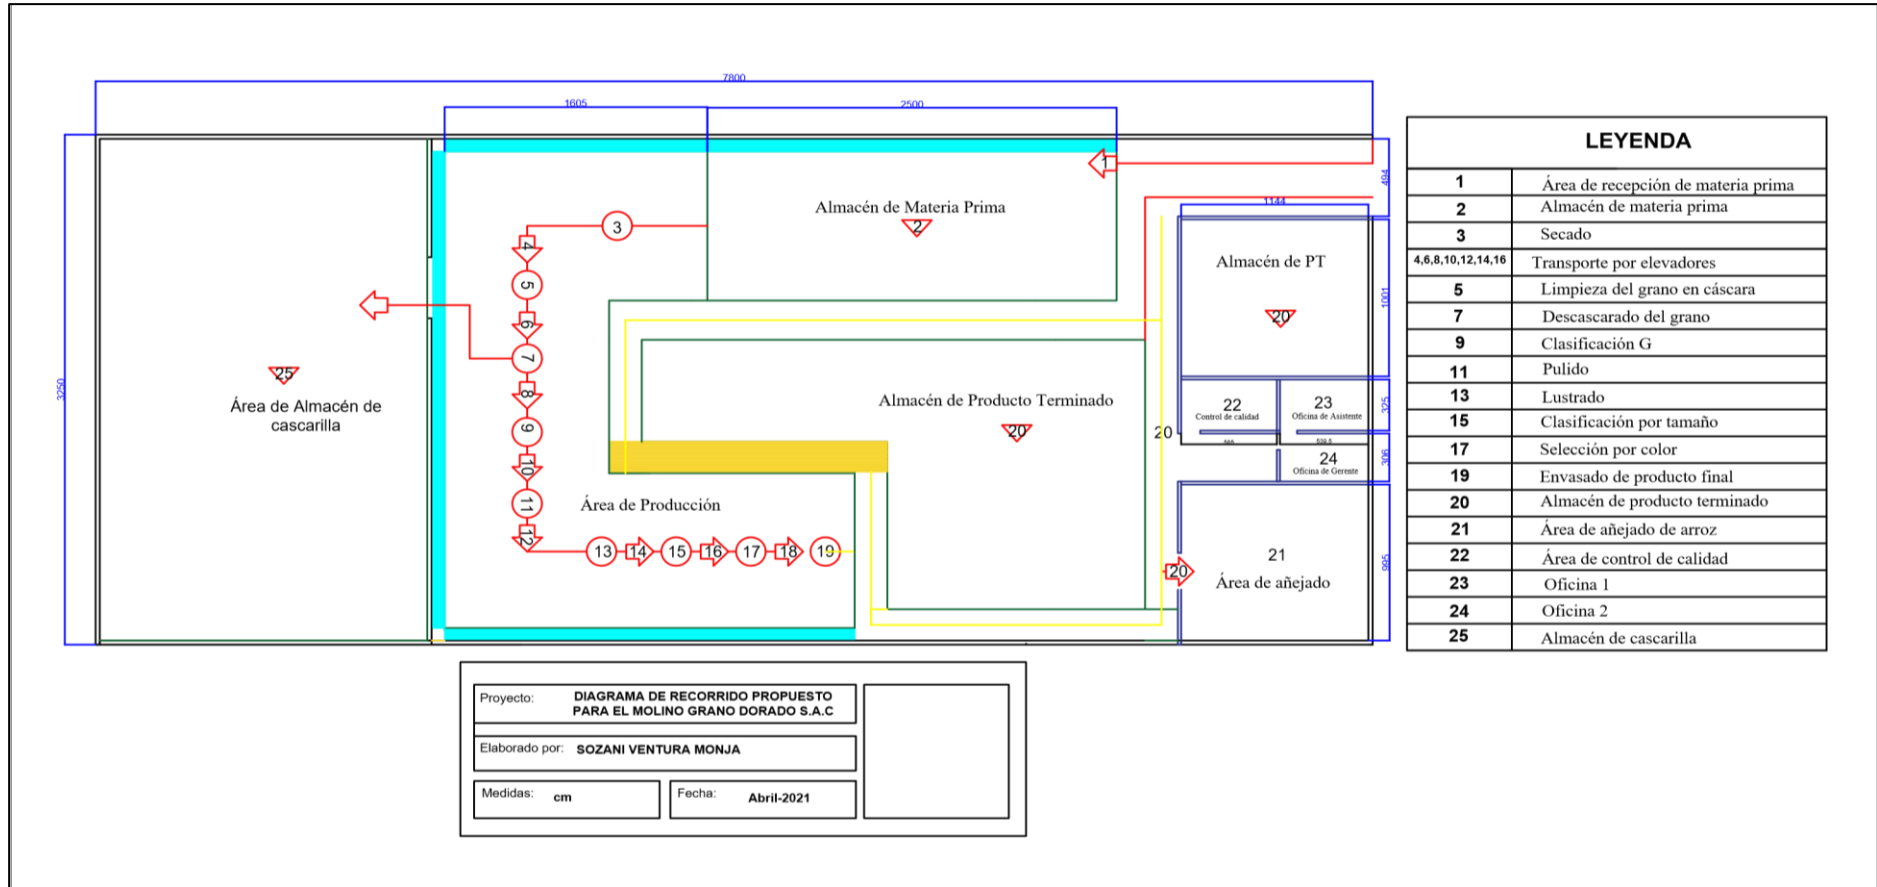 7800
1605
2500
3250
494
1144
1001
325
306
995
1
Almacén de Materia Prima
2
3
4
5
6
7
8
9
10
11
12
13
14
15
16
17
18
19
Área de Producción
25
Área de Almacén de
cascarilla
Almacén de Producto Terminado
20
Almacén de PT
20
20
22
Control de calidad
23
Oficina de Asistente
539.5
24
Oficina de Gerente
20
21
Área de añejado
LEYENDA
1 Área de recepción de materia prima
2 Almacén de materia prima
3 Secado
4,6,8,10,12,14,16 Transporte por elevadores
5 Limpieza del grano en cáscara
7 Descascarado del grano
9 Clasificación G
11 Pulido
13 Lustrado
15 Clasificación por tamaño
17 Selección por color
19 Envasado de producto final
20 Almacén de producto terminado
21 Área de añejado de arroz
22 Área de control de calidad
23 Oficina 1
24 Oficina 2
25 Almacén de cascarilla
Proyecto: DIAGRAMA DE RECORRIDO PROPUESTO
PARA EL MOLINO GRANO DORADO S.A.C
Elaborado por: SOZANI VENTURA MONJA
Medidas: cm
Fecha: Abril-2021